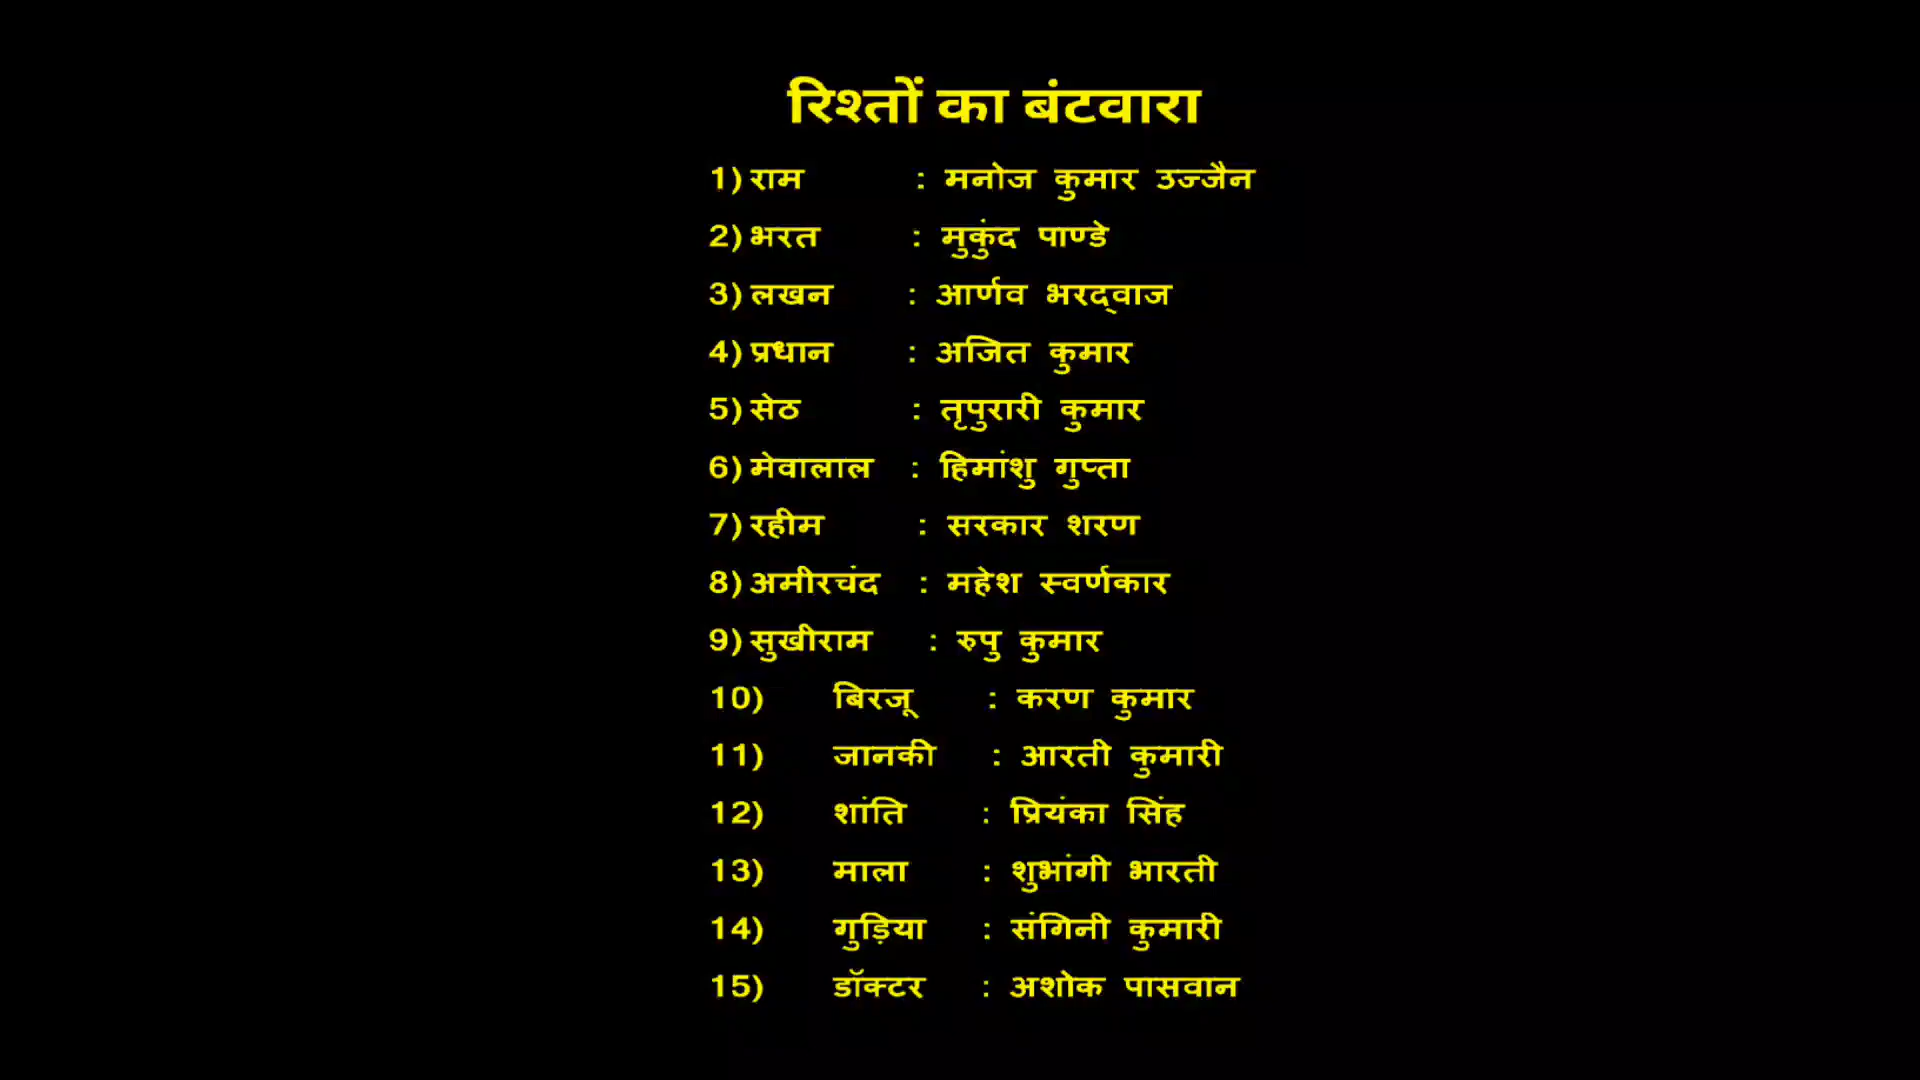 रिश्तों का बंटवारा
1) राम : मनोज कुमार उज्जैन
2) भरत : मुकुंद पाण्डे
3) लखन : आर्णव भरद्वाज
4) प्रधान : अजित कुमार
5) सेठ : तृपुरारी कुमार
6) मेवालाल : हिमांशु गुप्ता
7) रहीम : सरकार शरण
8) अमीरचंद : महेश स्वर्णकार
9) सुखीराम : रुपु कुमार
10) बिरजू : करण कुमार
11) जानकी : आरती कुमारी
12) शांति : प्रियंका सिंह
13) माला : शुभांगी भारती
14) गुड़िया : संगिनी कुमारी
15) डॉक्टर : अशोक पासवान